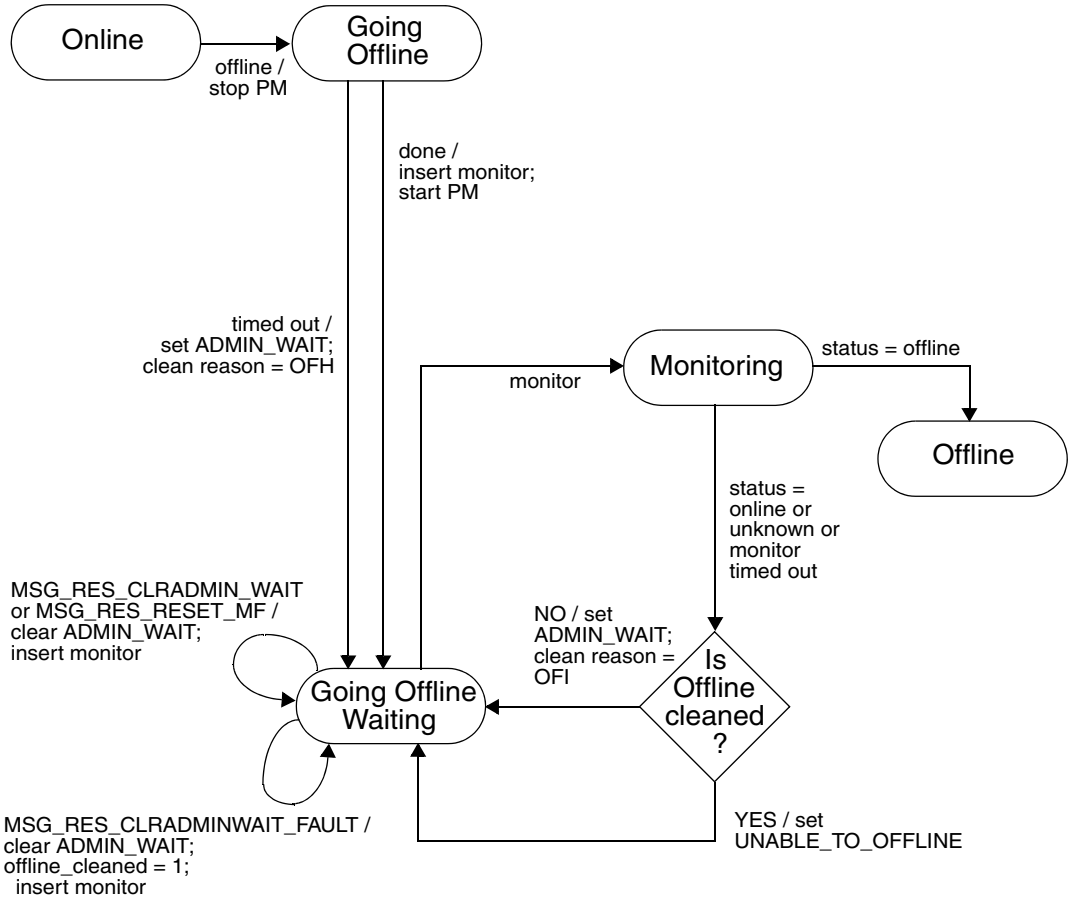 Online
Going
Offline
offline /
stop PM
done /
insert monitor;
start PM
timed out /
set ADMIN_WAIT;
clean reason = OFH
monitor
Monitoring
status = offline
Offline
status =
online or
unknown or
monitor
timed out
MSG_RES_CLRADMIN_WAIT
or MSG_RES_RESET_MF /
clear ADMIN_WAIT;
insert monitor
NO / set
ADMIN_WAIT;
clean reason =
OFI
Is
Offline
cleaned
?
Going Offline
Waiting
MSG_RES_CLRADMINWAIT_FAULT /
clear ADMIN_WAIT;
offline_cleaned = 1;
insert monitor
YES / set
UNABLE_TO_OFFLINE